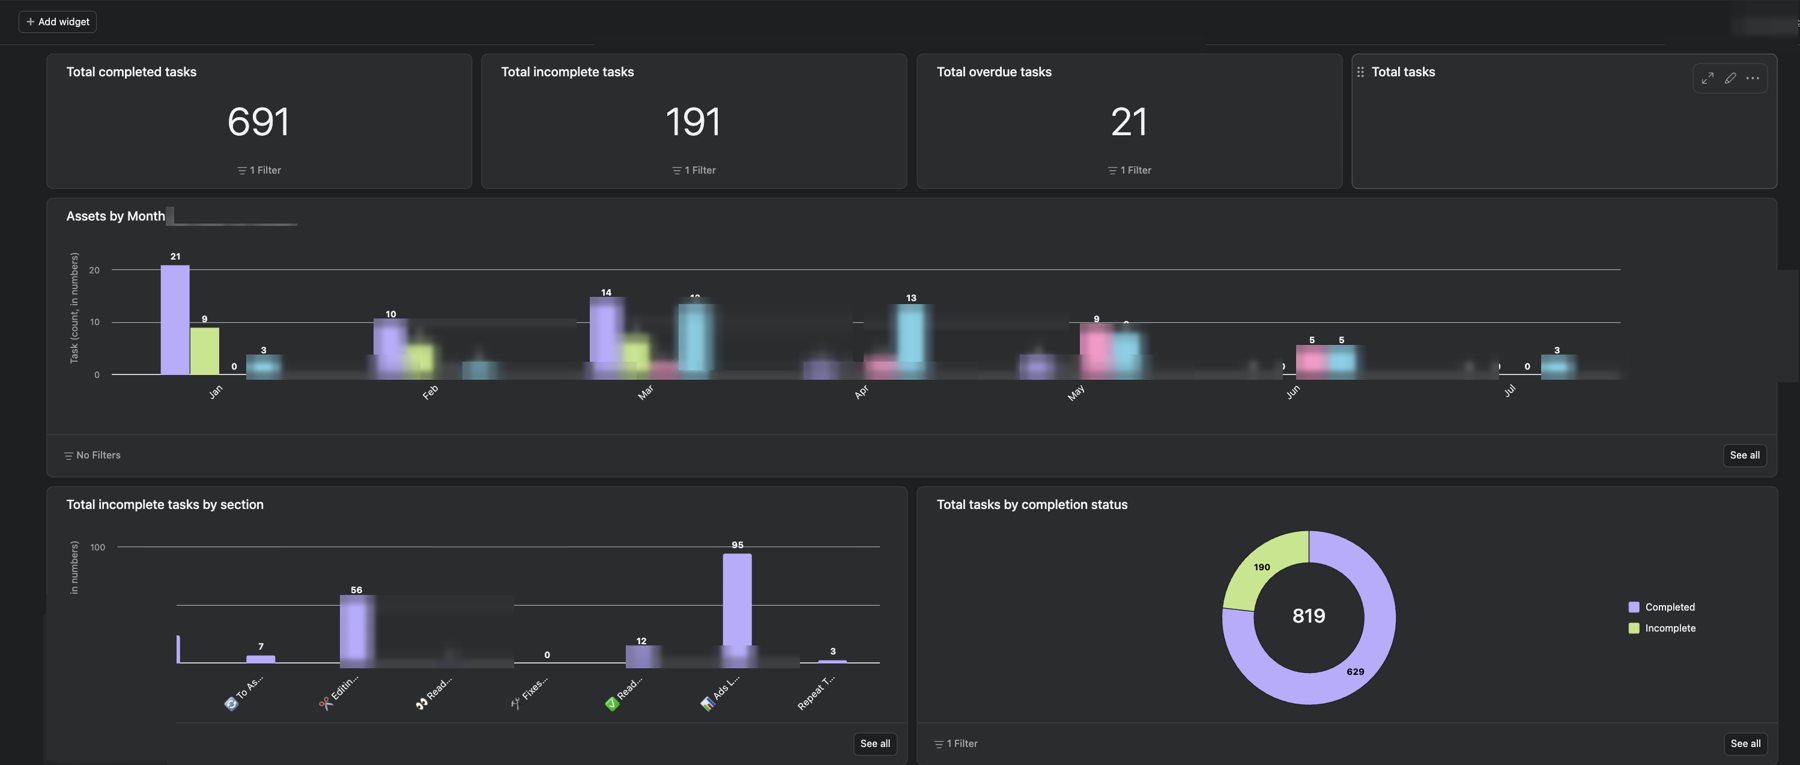 + Add widget
Total completed tasks
691
1 Filter
Total incomplete tasks
191
1 Filter
Total overdue tasks
21
1 Filter
Total tasks
Assets by Month
Task (count, in numbers)
20
10
0
21
9
0
3
10
14
13
9
5
5
0
3
Jan
Feb
Mar
Apr
May
Jun
Jul
No Filters
See all
Total incomplete tasks by section
in numbers)
100
7
56
0
12
95
3
To As...
Editin...
Read...
Fixes...
Read...
Ads L...
Repeat T...
See all
Total tasks by completion status
190
819
629
Completed
Incomplete
1 Filter
See all